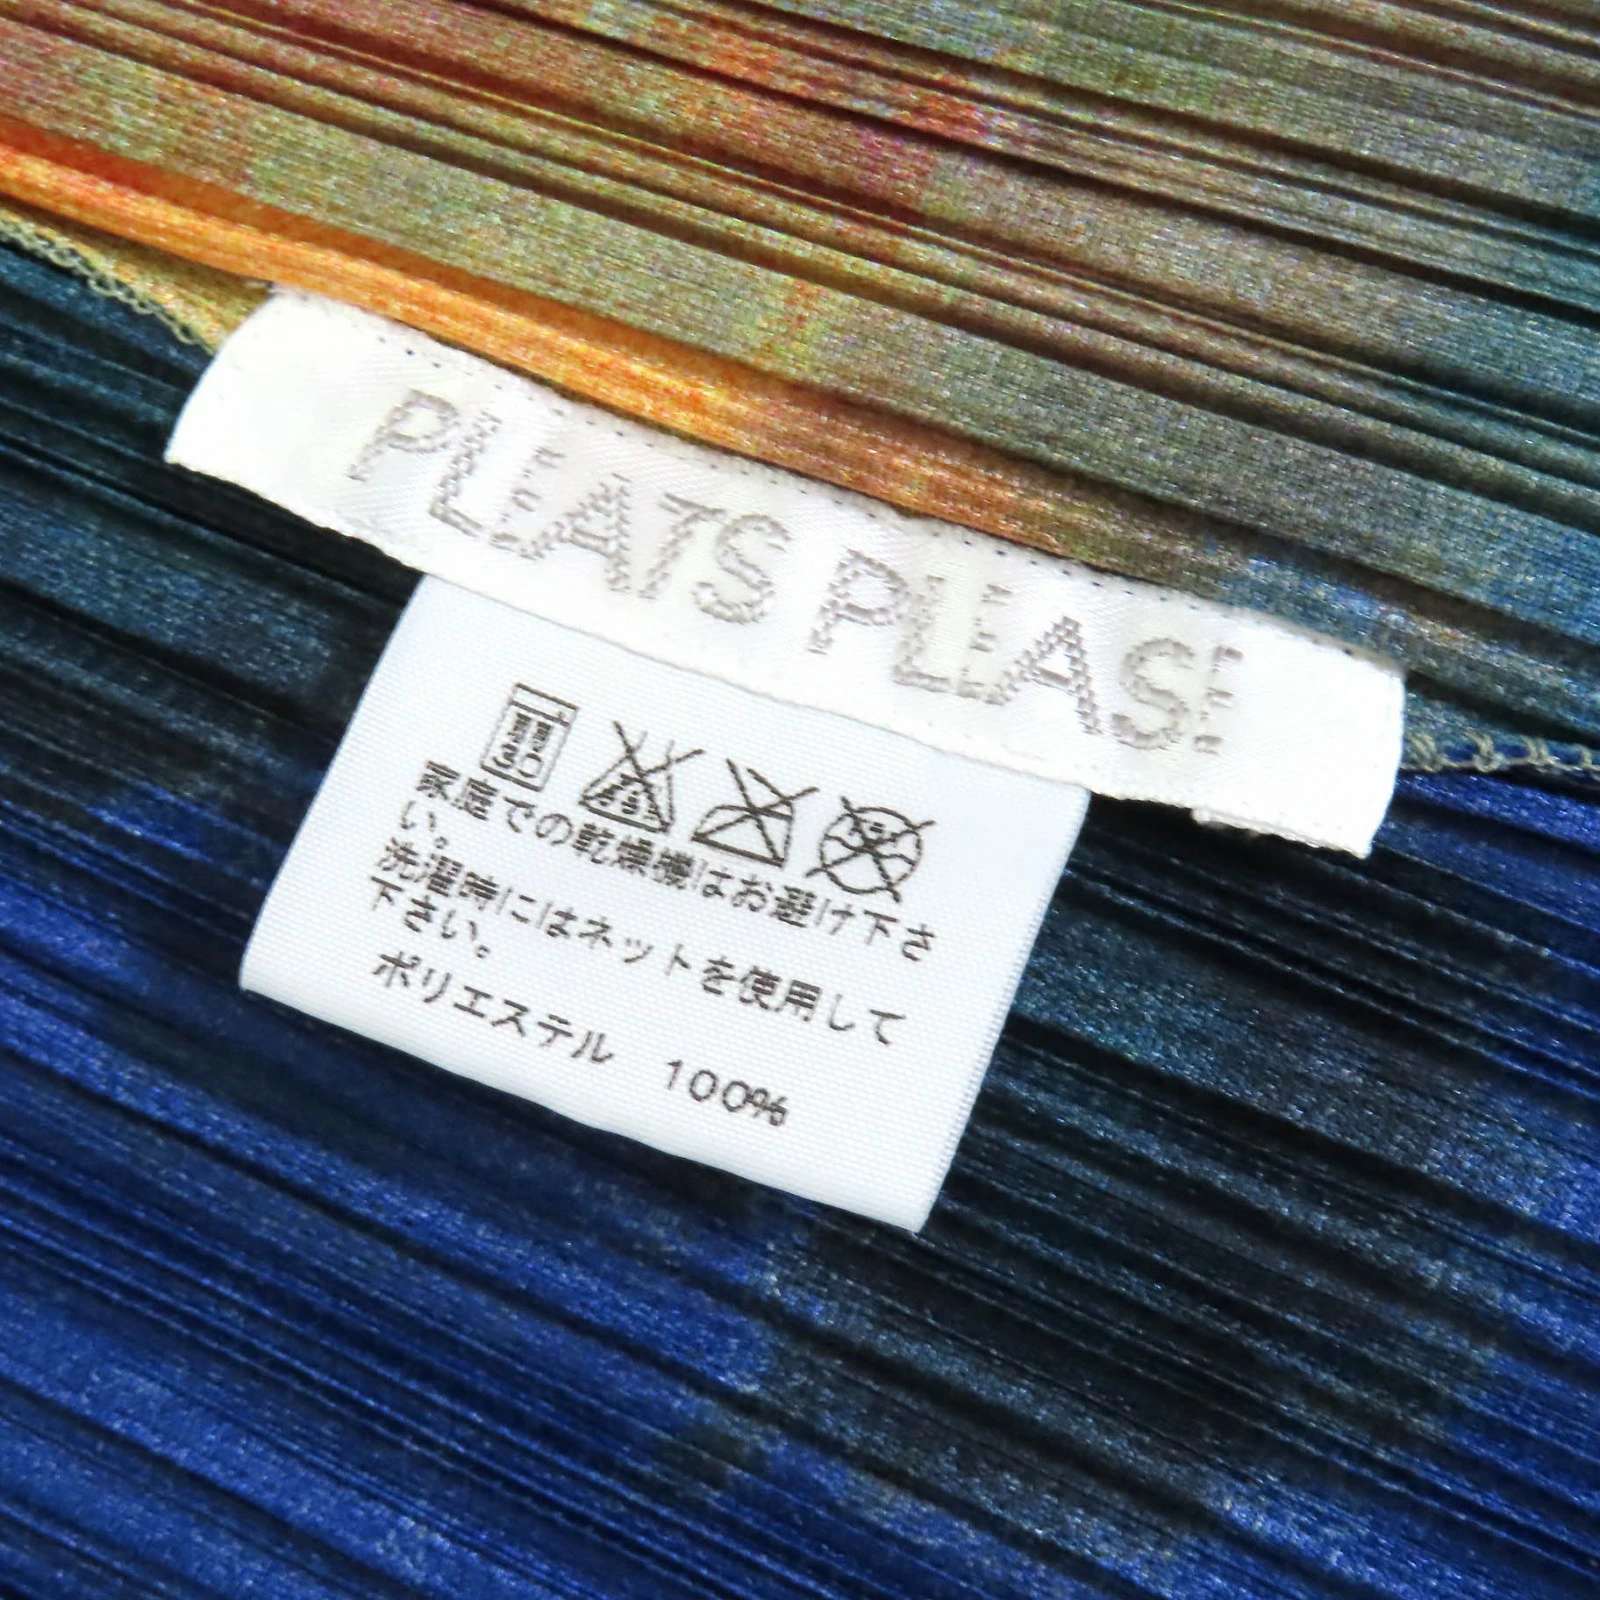 PLEATS PLEASE
家庭での乾燥機はお避け下さ
い。
洗濯時にはネットを使用して
下さい。
ポリエステル 100%